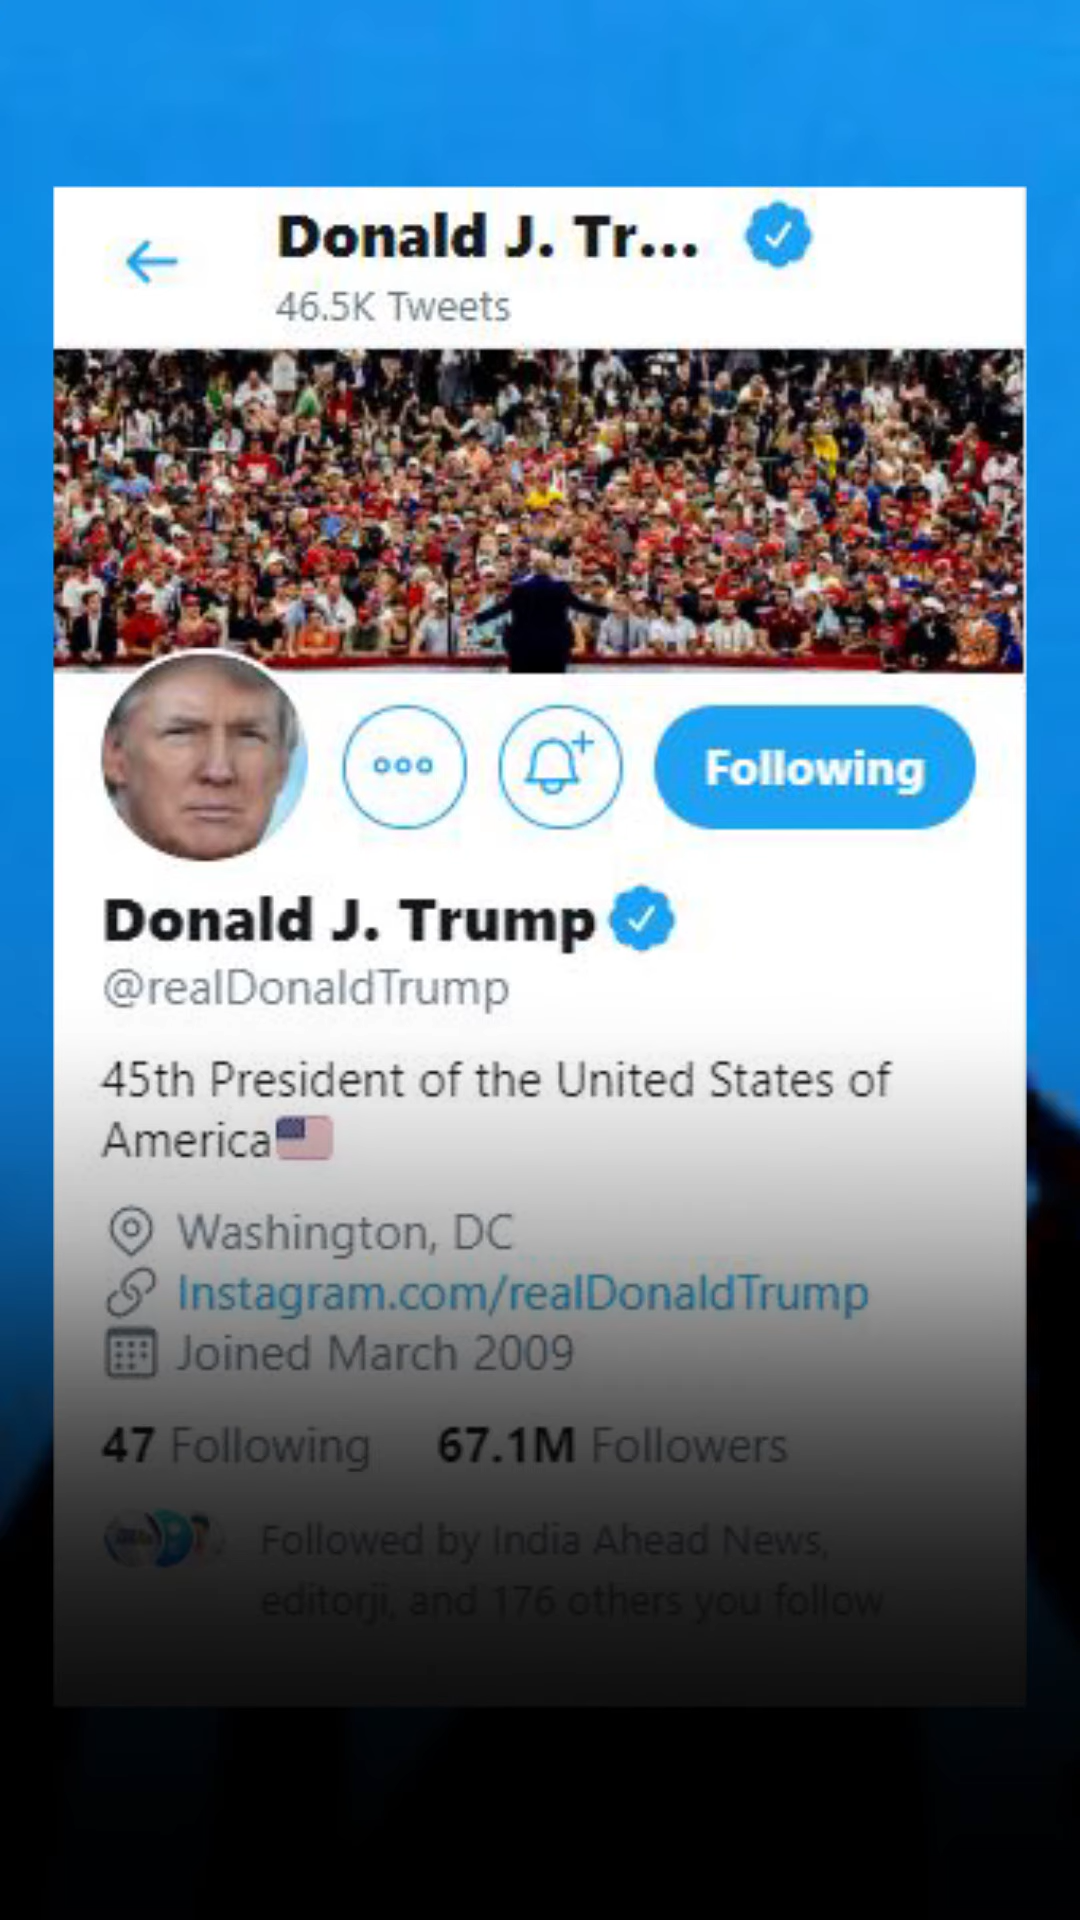 Donald J. Tr...
46.5K Tweets
Following
Donald J. Trump
@realDonaldTrump
45th President of the United States of
America🇺🇸
Washington, DC
Instagram.com/realDonaldTrump
Joined March 2009
47 Following 67.1M Followers
Followed by India Ahead News,
editorji, and 176 others you follow